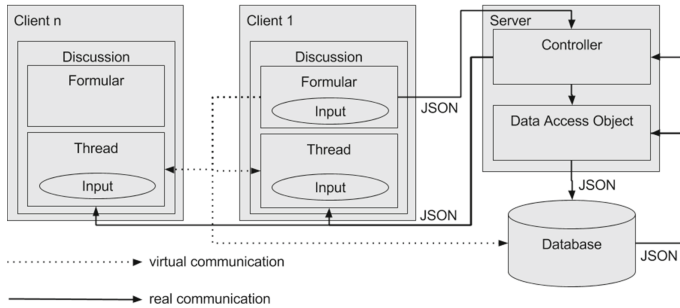 Client n
Discussion
Formular
Thread
Input
Client 1
Discussion
Formular
Input
Thread
Input
JSON
JSON
Server
Controller
Data Access Object
JSON
Database
JSON
virtual communication
real communication